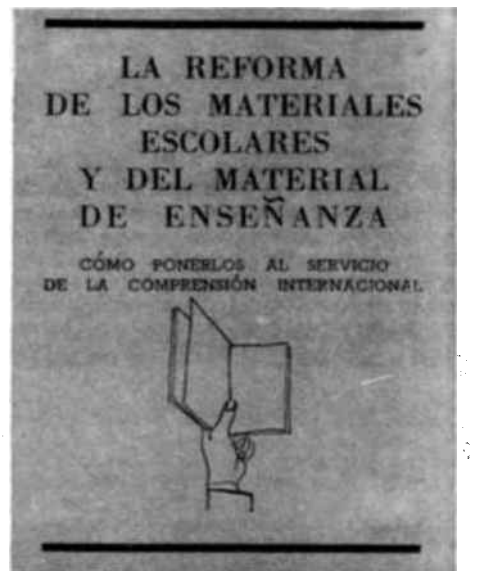 LA REFORMA
DE LOS MATERIALES
ESCOLARES
Y DEL MATERIAL
DE ENSEÑANZA
CÓMO PONERLOS AL SERVICIO
DE LA COMPRENSIÓN INTERNACIONAL